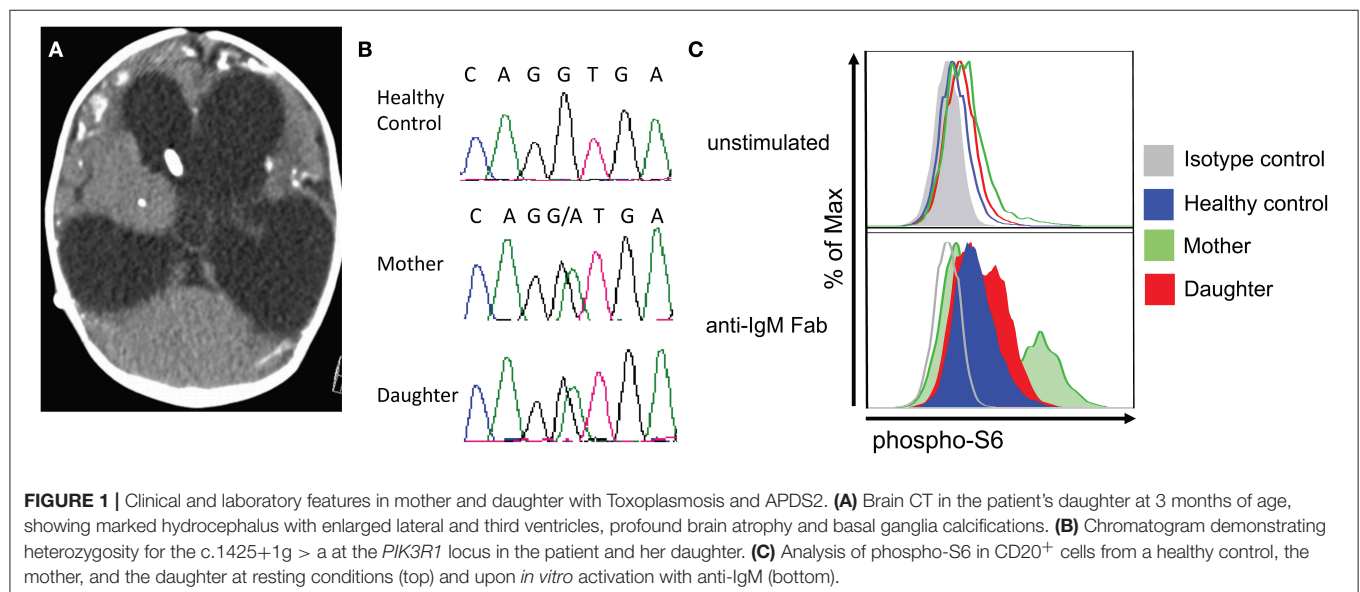 A
B
C A G G T G A
Healthy
Control
C A G G/A T G A
Mother
Daughter
C
unstimulated
anti-IgM Fab
% of Max
phospho-S6
Isotype control
Healthy control
Mother
Daughter
FIGURE 1 | Clinical and laboratory features in mother and daughter with Toxoplasmosis and APDS2. (A) Brain CT in the patient's daughter at 3 months of age,
showing marked hydrocephalus with enlarged lateral and third ventricles, profound brain atrophy and basal ganglia calcifications. (B) Chromatogram demonstrating
heterozygosity for the c.1425+1g > a at the PIK3R1 locus in the patient and her daughter. (C) Analysis of phospho-S6 in CD20+ cells from a healthy control, the
mother, and the daughter at resting conditions (top) and upon in vitro activation with anti-IgM (bottom).